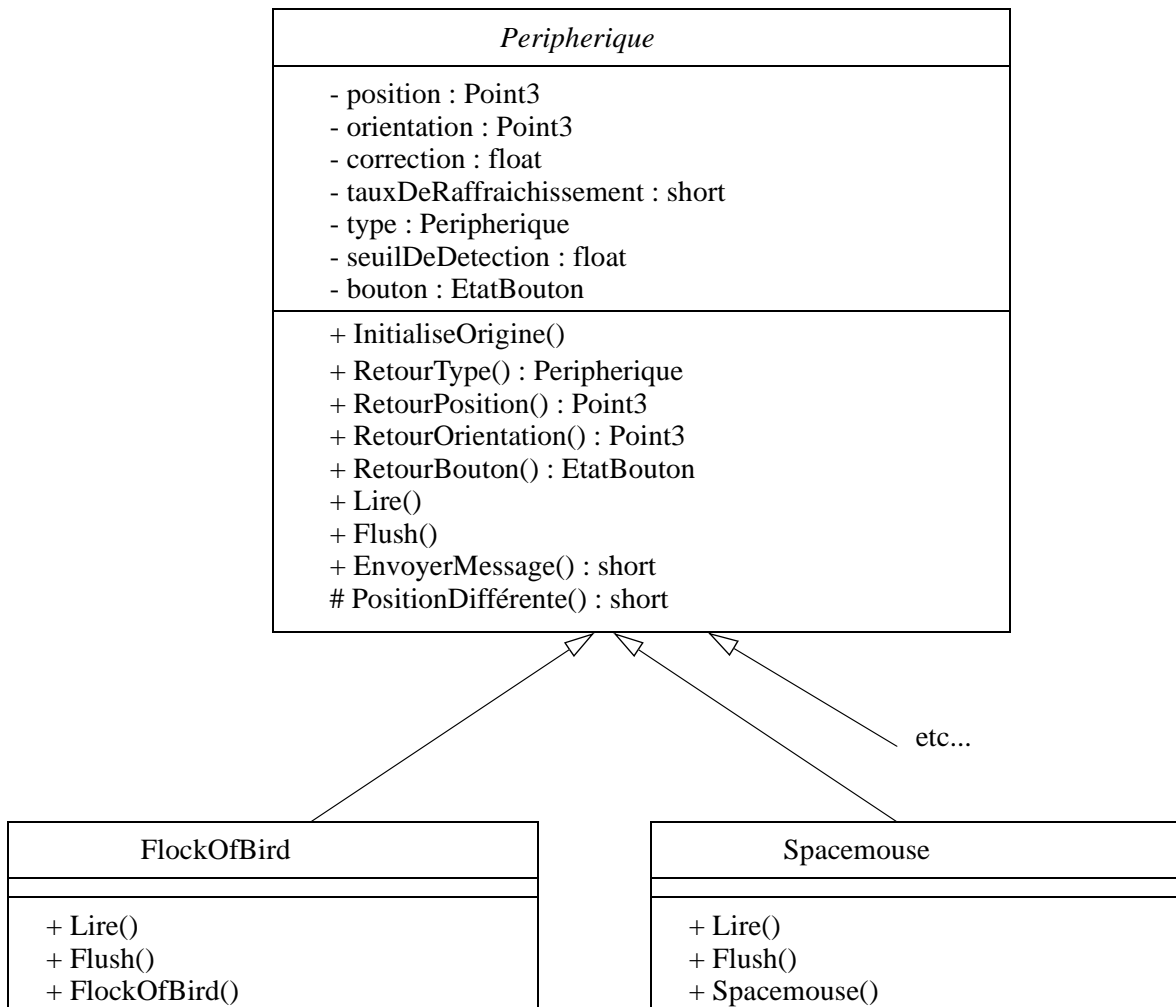 Peripherique
- position : Point3
- orientation : Point3
- correction : float
- tauxDeRaffraichissement : short
- type : Peripherique
- seuilDeDetection : float
- bouton : EtatBouton
+ InitialiseOrigine()
+ RetourType() : Peripherique
+ RetourPosition() : Point3
+ RetourOrientation() : Point3
+ RetourBouton() : EtatBouton
+ Lire()
+ Flush()
+ EnvoyerMessage() : short
# PositionDifférente() : short
etc...
FlockOfBird
+ Lire()
+ Flush()
+ FlockOfBird()
Spacemouse
+ Lire()
+ Flush()
+ Spacemouse()